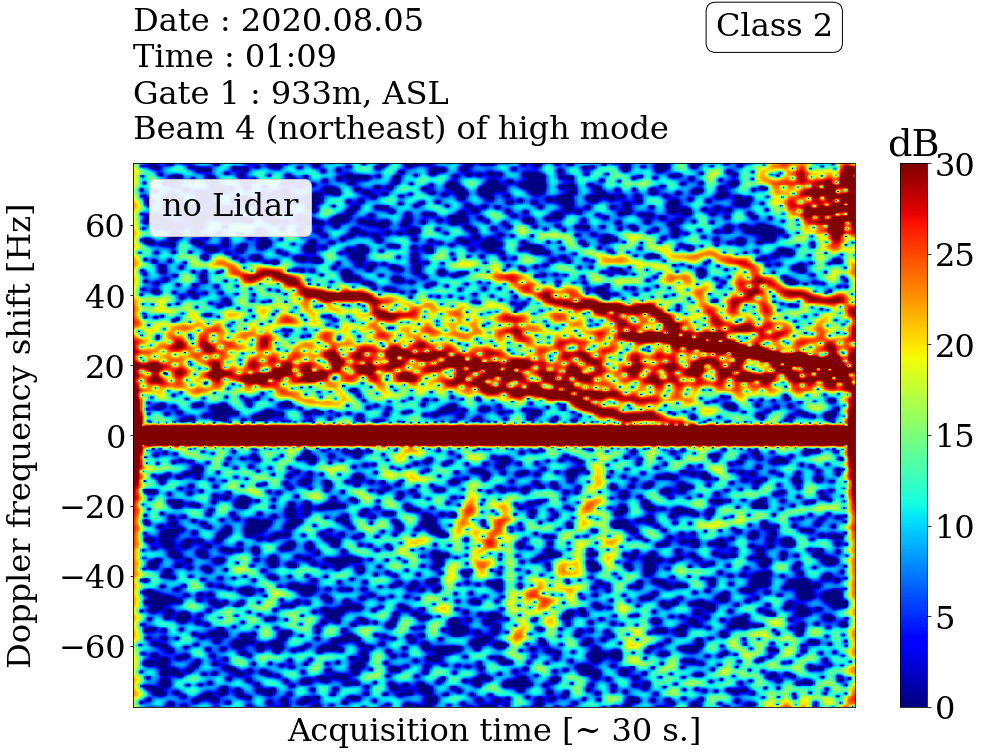 Date : 2020.08.05
Time : 01:09
Gate 1 : 933m, ASL
Beam 4 (northeast) of high mode
Class 2
dB
no Lidar
Doppler frequency shift [Hz]
60
40
20
0
−20
−40
−60
30
25
20
15
10
5
0
Acquisition time [~ 30 s.]